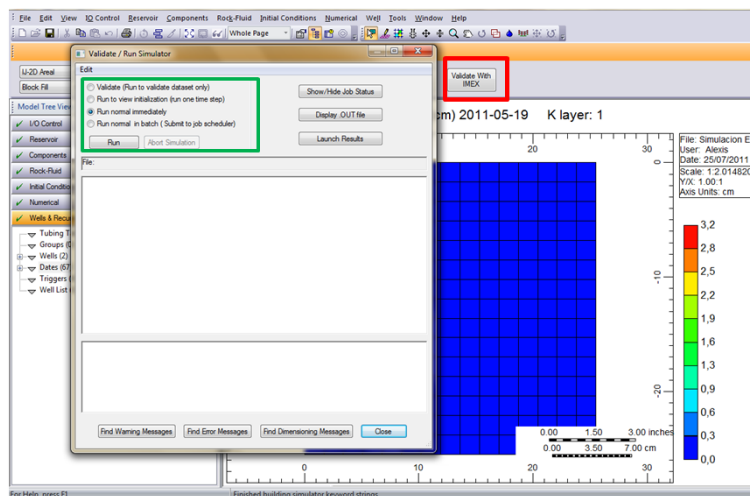 File Edit View IO Control Reservoir Components Rock-Fluid Initial Conditions Numerical Well Tools Window Help
Whole Page
Validate / Run Simulator
Edit
Validate (Run to validate dataset only)
Run to view initialization (run one time step)
Run normal immediately
Run normal in batch ( Submit to job scheduler)
Run
Abort Simulation
Show/Hide Job Status
Display .OUT file
Launch Results
File:
Find Warning Messages
Find Error Messages
Find Dimensioning Messages
Close
IJ-2D Areal
Block Fill
Validate With
IMEX
Model Tree View
I/O Control
Reservoir
Components
Rock-Fluid
Initial Conditio
Numerical
Wells & Recu
Tubing T
Groups (0
Wells (2)
Dates (67
Triggers (
Well List
cm) 2011-05-19 K layer: 1
20
30
File: Simulacion E
User: Alexis
Date: 25/07/2011
Scale: 1:2.014820
Y/X: 1.00:1
Axis Units: cm
0
-10
-20
3,2
2,8
2,5
2,2
1,9
1,6
1,3
0,9
0,6
0,3
0,0
0.00 1.50 3.00 inches
0.00 3.50 7.00 cm
0 10 20 30
For Help, press F1
Finished building simulator keyword strings.